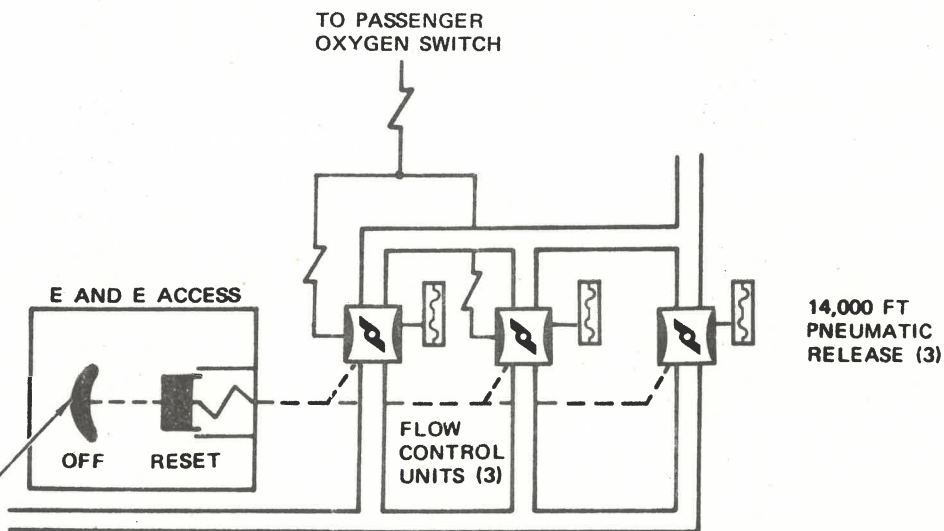 TO PASSENGER
OXYGEN SWITCH
E AND E ACCESS
14,000 FT
PNEUMATIC
RELEASE (3)
OFF RESET
FLOW
CONTROL
UNITS (3)